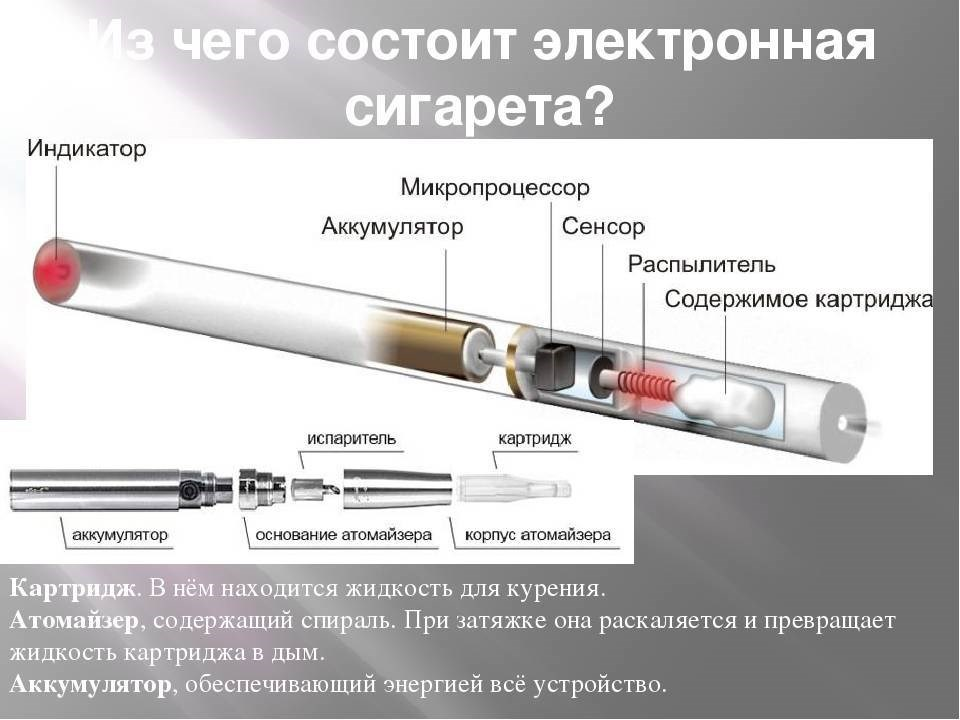 Из чего состоит электронная
сигарета?
Индикатор
Микропроцессор
Аккумулятор
Сенсор
Распылитель
Содержимое картриджа
испаритель
картридж
аккумулятор
основание атомайзера
корпус атомайзера
Картридж. В нём находится жидкость для курения.
Атомайзер, содержащий спираль. При затяжке она раскаляется и превращает
жидкость картриджа в дым.
Аккумулятор, обеспечивающий энергией всё устройство.